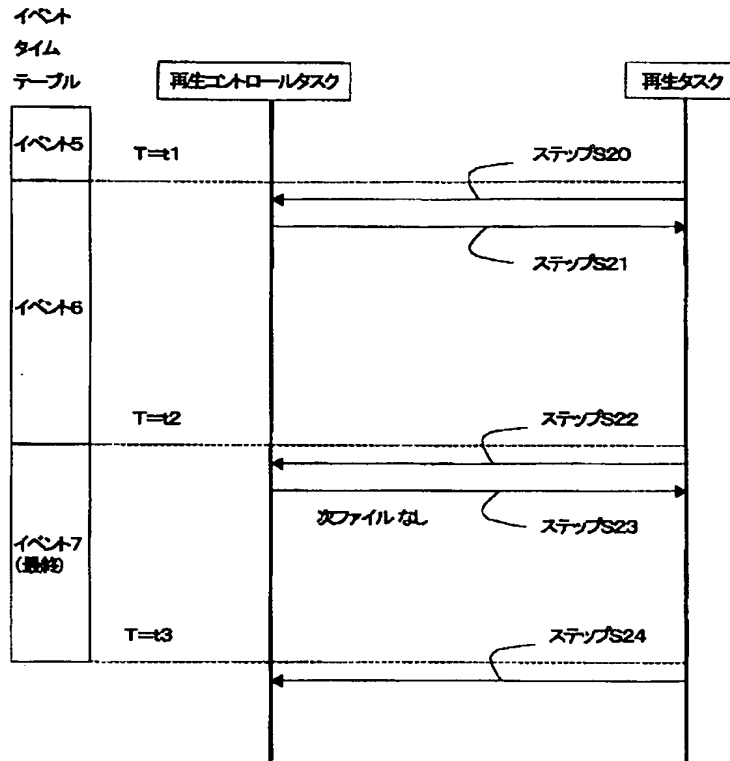 イベント
タイム
テーブル
再生コントロールタスク
再生タスク
イベント5
T=t1
ステップS20
ステップS21
イベント6
T=t2
ステップS22
次ファイルなし
ステップS23
イベント7
(最終)
T=t3
ステップS24